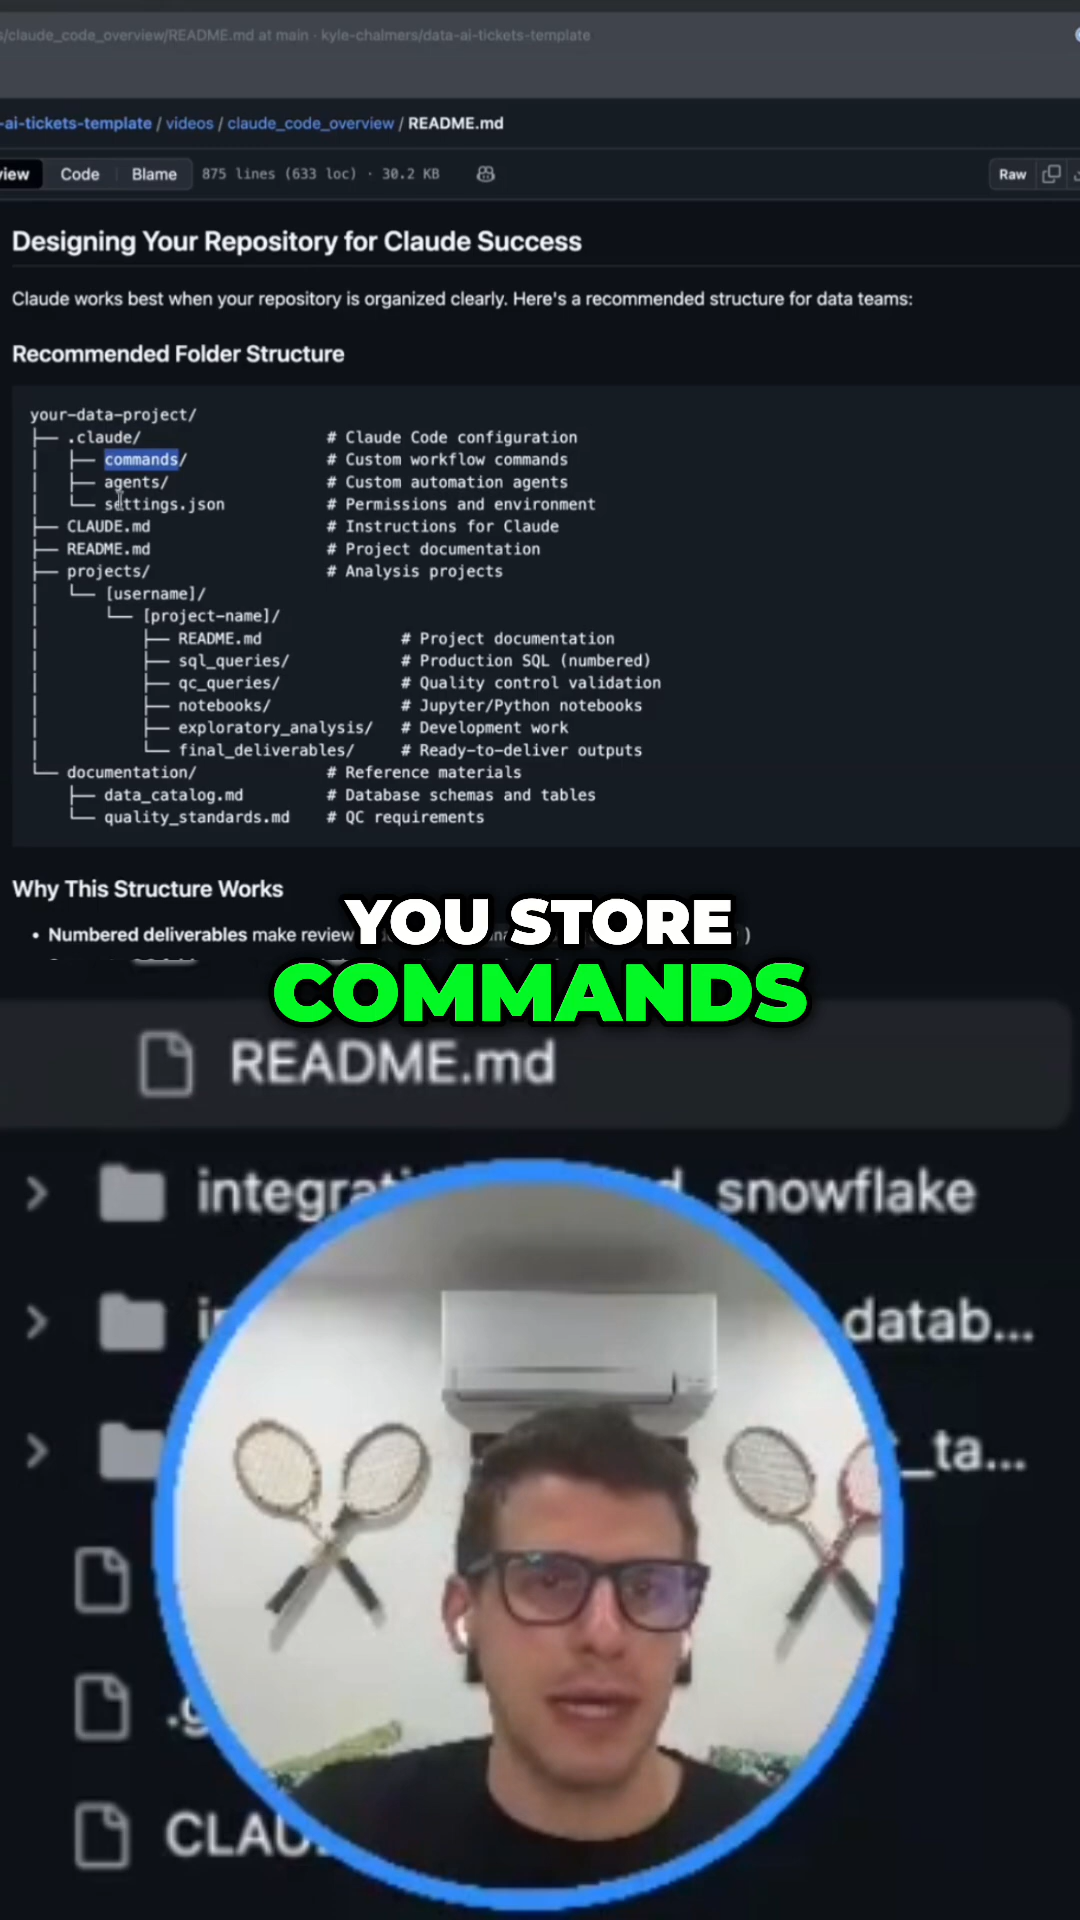 /claude_code_overview/README.md at main · kyle-chalmers/data-ai-tickets-template
-ai-tickets-template / videos / claude_code_overview / README.md
Code Blame 875 lines (633 loc) · 30.2 KB Raw
Designing Your Repository for Claude Success
Claude works best when your repository is organized clearly. Here's a recommended structure for data teams:
Recommended Folder Structure
your-data-project/
├── .claude/ # Claude Code configuration
│ ├── commands/ # Custom workflow commands
│ ├── agents/ # Custom automation agents
│ └── settings.json # Permissions and environment
├── CLAUDE.md # Instructions for Claude
├── README.md # Project documentation
├── projects/ # Analysis projects
│ └── [username]/
│ └── [project-name]/
│ ├── README.md # Project documentation
│ ├── sql_queries/ # Production SQL (numbered)
│ ├── qc_queries/ # Quality control validation
│ ├── notebooks/ # Jupyter/Python notebooks
│ ├── exploratory_analysis/ # Development work
│ └── final_deliverables/ # Ready-to-deliver outputs
└── documentation/ # Reference materials
├── data_catalog.md # Database schemas and tables
└── quality_standards.md # QC requirements
Why This Structure Works
• Numbered deliverables make review
YOU STORE
COMMANDS
README.md
snowflake
datab...
_ta...